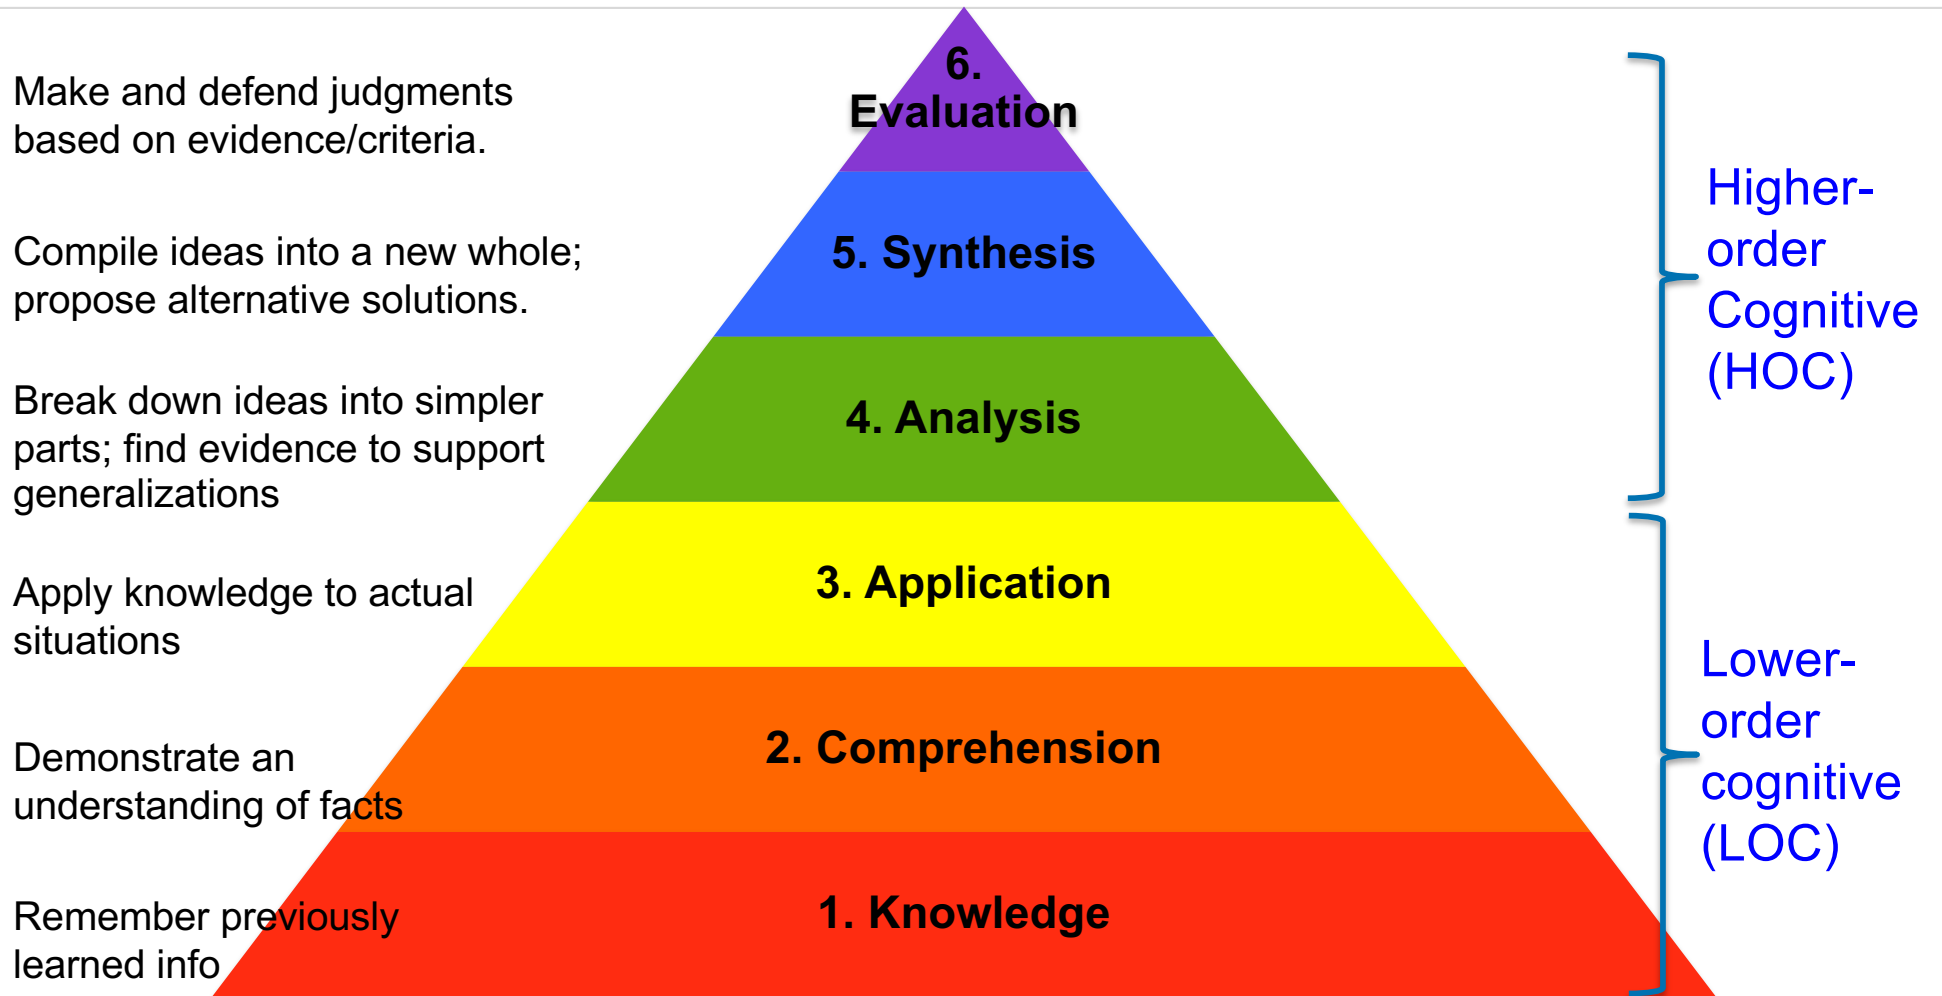 Make and defend judgments
based on evidence/criteria.
Compile ideas into a new whole;
propose alternative solutions.
Break down ideas into simpler
parts; find evidence to support
generalizations
Apply knowledge to actual
situations
Demonstrate an
understanding of facts
Remember previously
learned info
6.
Evaluation
5. Synthesis
4. Analysis
3. Application
2. Comprehension
1. Knowledge
Higher-
order
Cognitive
(HOC)
Lower-
order
cognitive
(LOC)